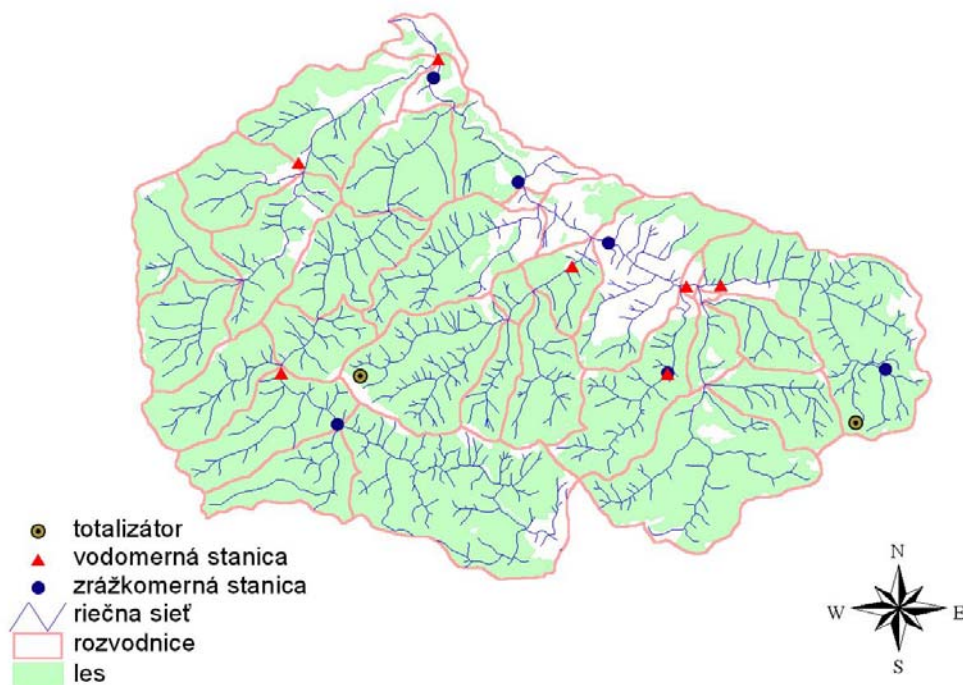 totalizátor
vodomerná stanica
zrážkomerná stanica
riečna sieť
rozvodnice
les
N
W E
S